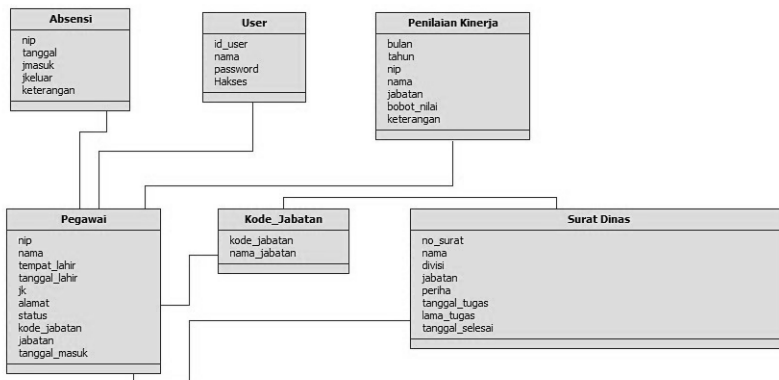 Absensi
nip
tanggal
jmasuk
jkeluar
keterangan
User
id_user
nama
password
Hakses
Penilaian Kinerja
bulan
tahun
nip
nama
jabatan
bobot_nilai
keterangan
Pegawai
nip
nama
tempat_lahir
tanggal_lahir
jk
alamat
status
kode_jabatan
jabatan
tanggal_masuk
Kode_Jabatan
kode_jabatan
nama_jabatan
Surat Dinas
no_surat
nama
divisi
jabatan
periha
tanggal_tugas
lama_tugas
tanggal_selesai